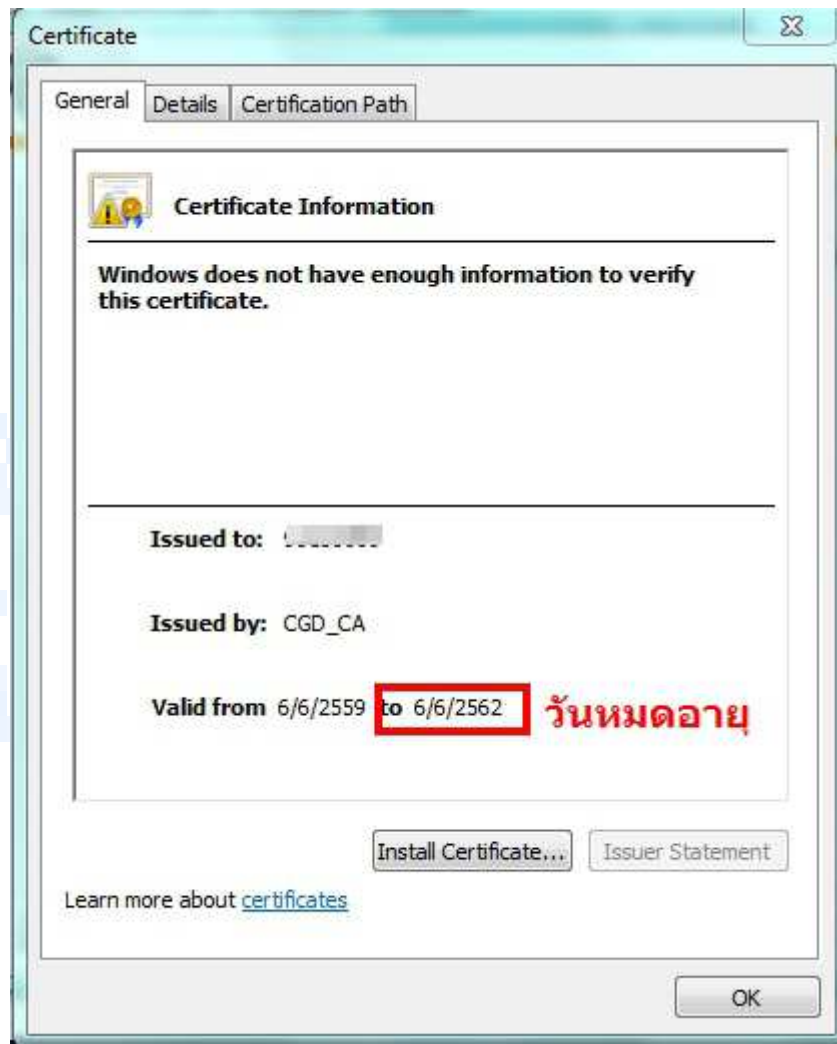 Certificate
General Details Certification Path
Certificate Information
Windows does not have enough information to verify
this certificate.
Issued to:
Issued by: CGD_CA
Valid from 6/6/2559 to 6/6/2562 วันหมดอายุ
Install Certificate... Issuer Statement
Learn more about certificates
OK